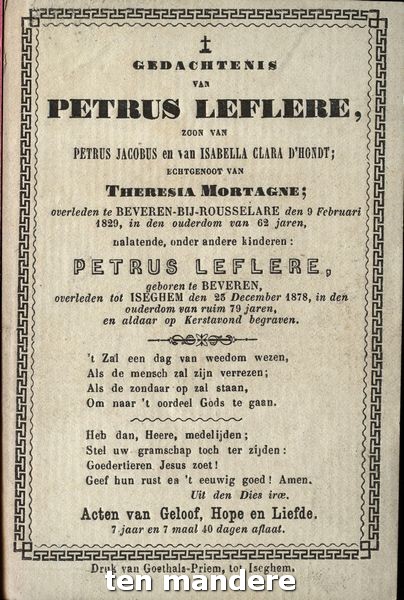 GEDACHTENIS
VAN
PETRUS LEFLERE,
ZOON VAN
PETRUS JACOBUS en van ISABELLA CLARA D'HONDT;
ECHTGENOOT VAN
THERESIA MORTAGNE;
overleden te BEVEREN-BIJ-ROUSSELARE den 9 Februari
1829, in den ouderdom van 62 jaren,
nalatende, onder andere kinderen:
PETRUS LEFLERE,
geboren te BEVEREN,
overleden tot ISEGHEM den 23 December 1878, in den
ouderdom van ruim 79 jaren,
en aldaar op Kerstavond begraven.
't Zal een dag van weedom wezen,
Als de mensch zal zijn verrezen;
Als de zondaar op zal staan,
Om naar 't oordeel Gods te gaan.
Heb dan, Heere, medelijden;
Stel uw gramschap toch ter zijden:
Goedertieren Jesus zoet!
Geef hun rust en 't eeuwig goed! Amen.
Uit den Dies iræ.
Acten van Geloof, Hope en Liefde.
7 jaar en 7 maal 40 dagen aflaat.
Druk van Goethals-Priem, tot Iseghem.
ten mandere